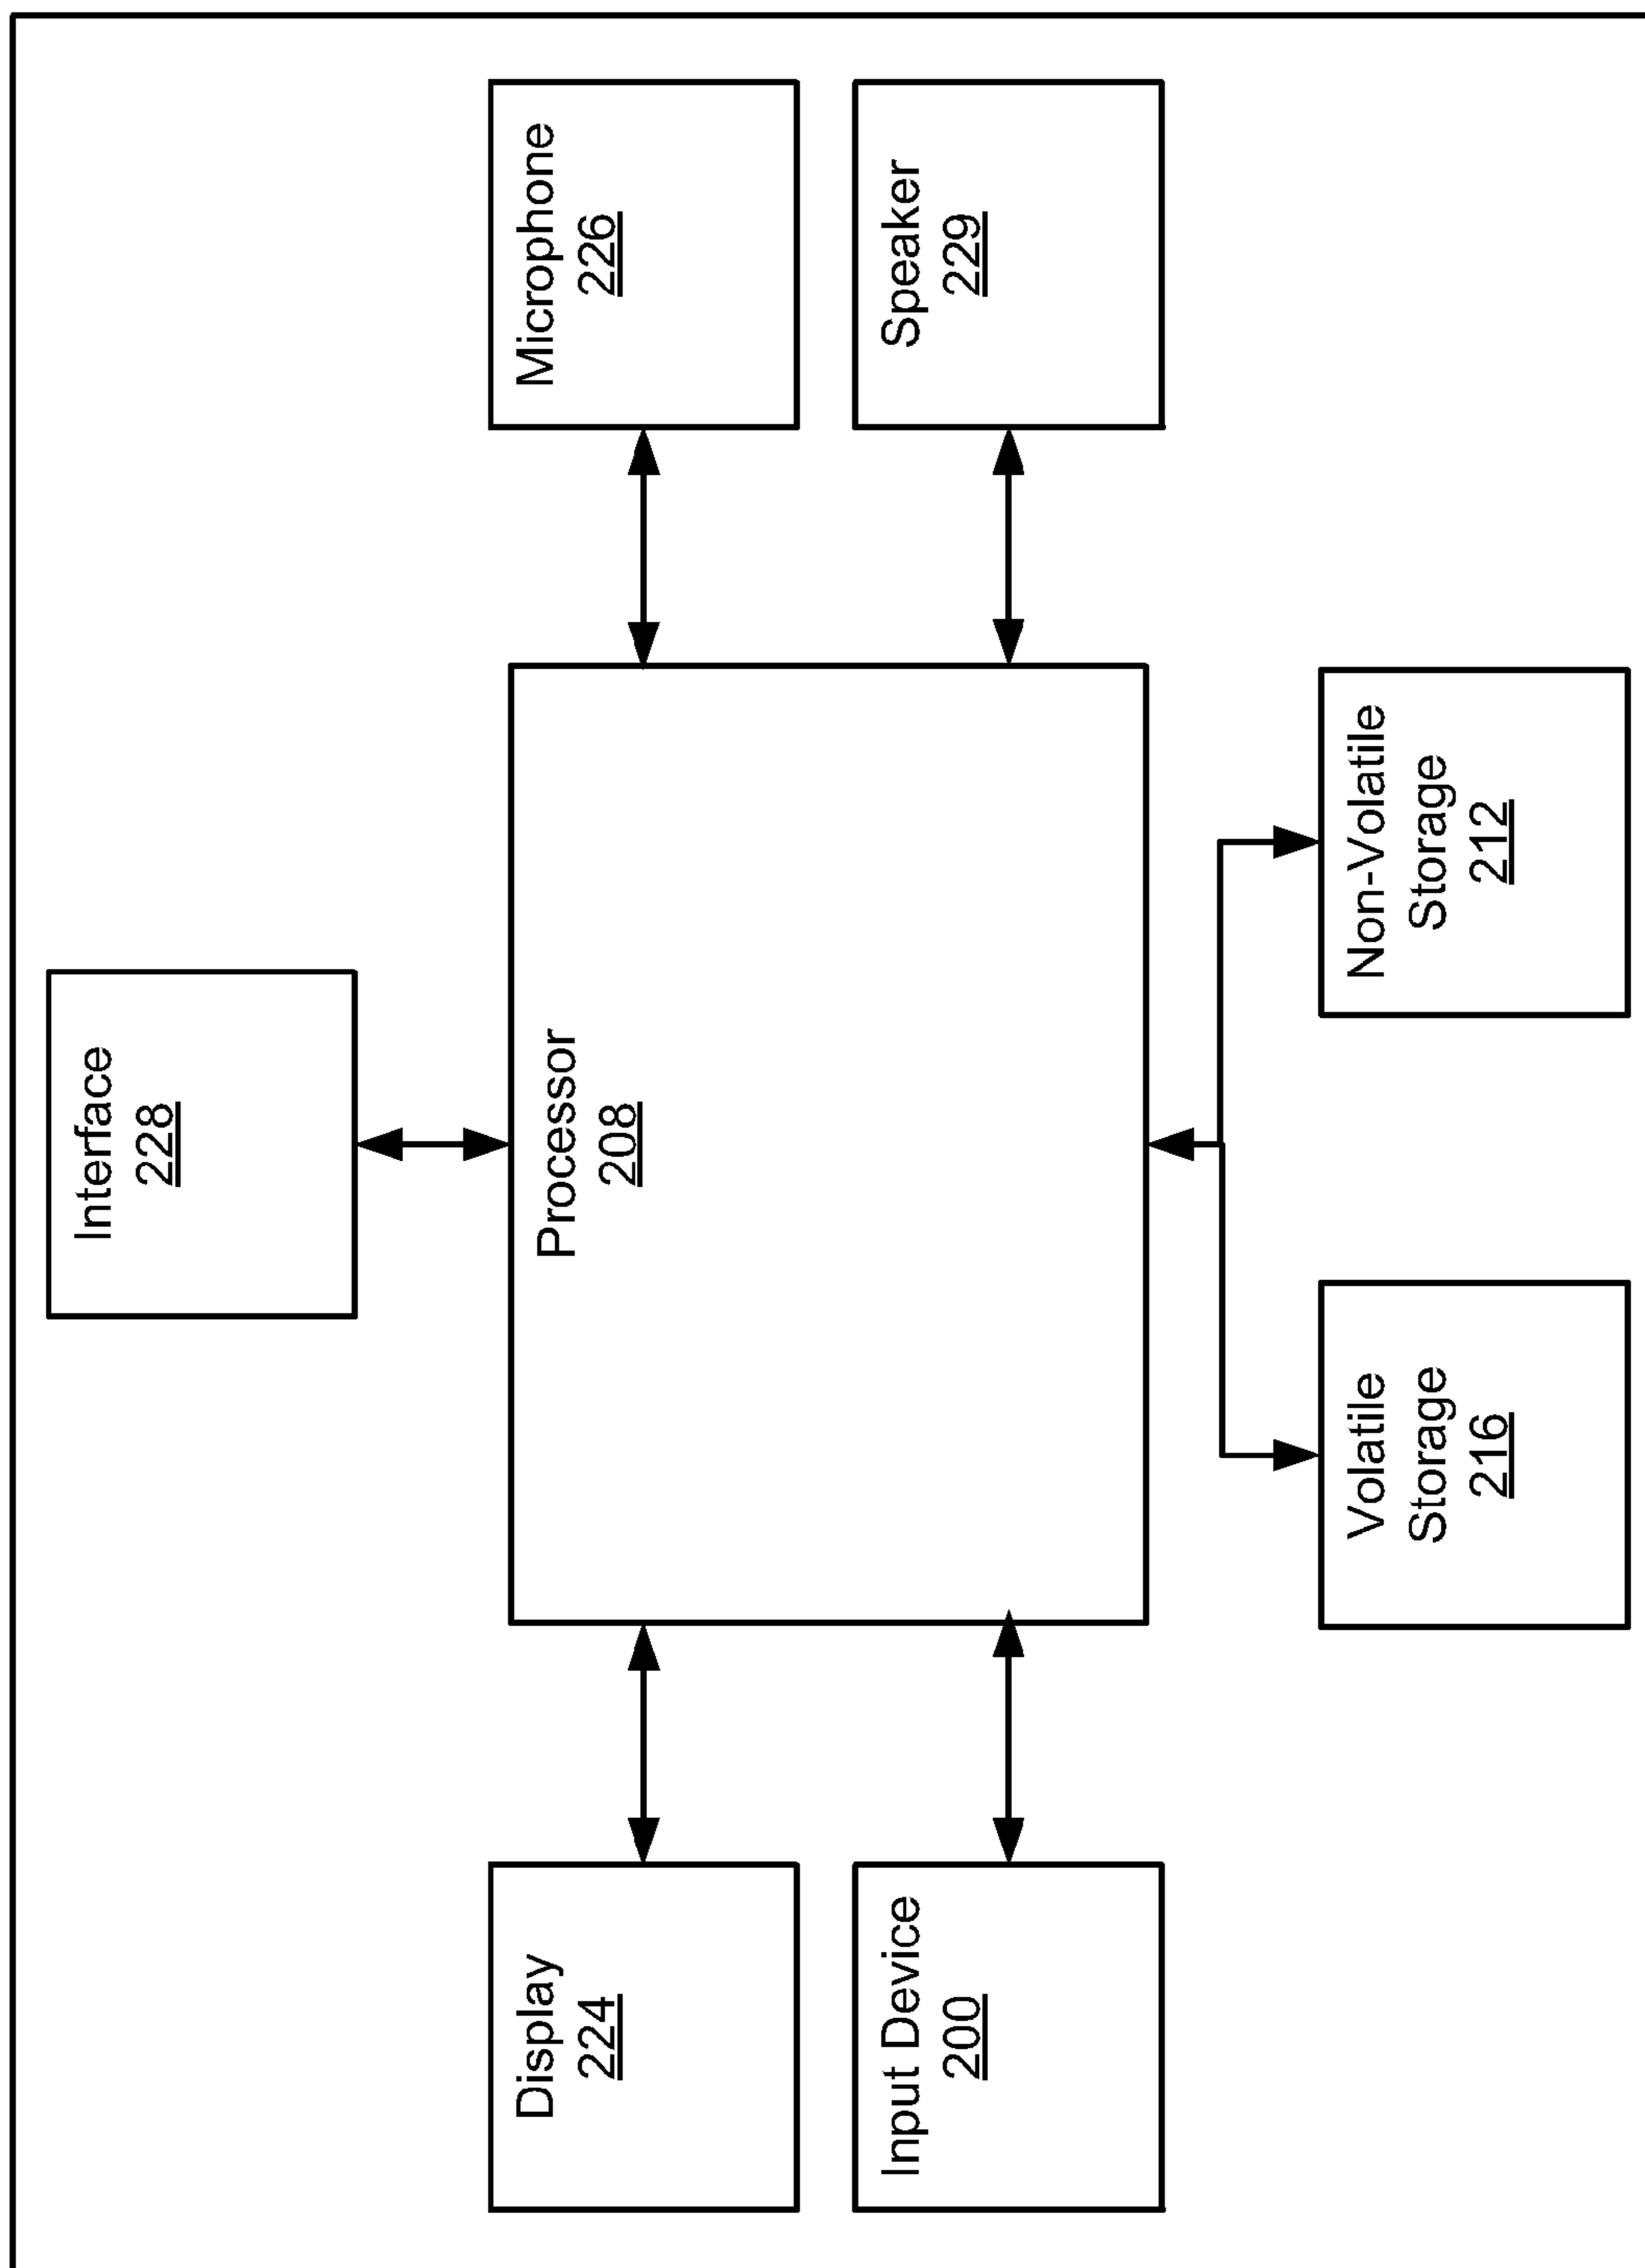 Interface
228
Display
224
Microphone
226
Processor
208
Input Device
200
Speaker
229
Volatile
Storage
216
Non-Volatile
Storage
212